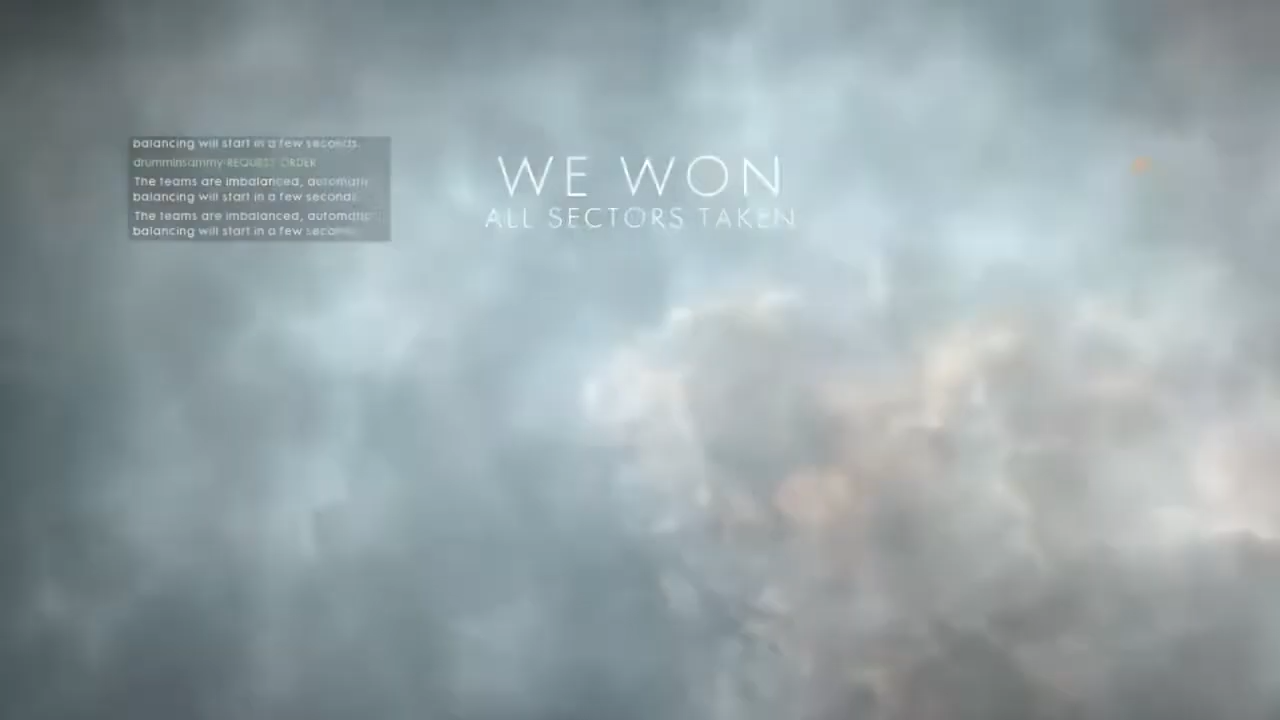 balancing will start in a few seconds.
drumminsammy REQUEST ORDER
The teams are imbalanced, automatic
balancing will start in a few seconds.
The teams are imbalanced, automatic
balancing will start in a few seconds.
WE WON
ALL SECTORS TAKEN